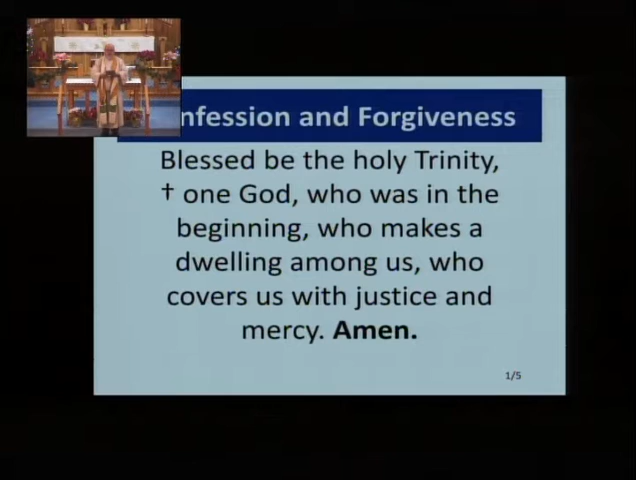 nfession and Forgiveness
Blessed be the holy Trinity,
† one God, who was in the
beginning, who makes a
dwelling among us, who
covers us with justice and
mercy. Amen.
1/5